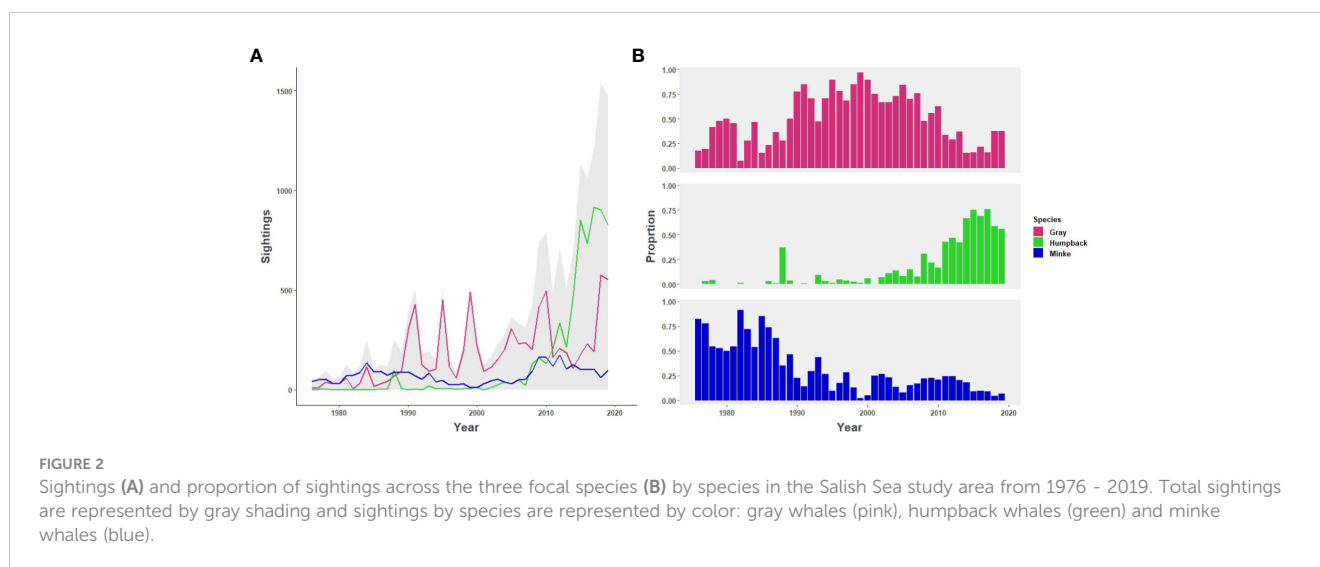 A
B
Sightings
1500
1000
500
0
1980
1990
2000
2010
2020
Year
Proprtion
1.00
0.75
0.50
0.25
0.00
1.00
0.75
0.50
0.25
0.00
1.00
0.75
0.50
0.25
0.00
1980
1990
2000
2010
2020
Year
Species
Gray
Humpback
Minke
FIGURE 2
Sightings (A) and proportion of sightings across the three focal species (B) by species in the Salish Sea study area from 1976 - 2019. Total sightings
are represented by gray shading and sightings by species are represented by color: gray whales (pink), humpback whales (green) and minke
whales (blue).